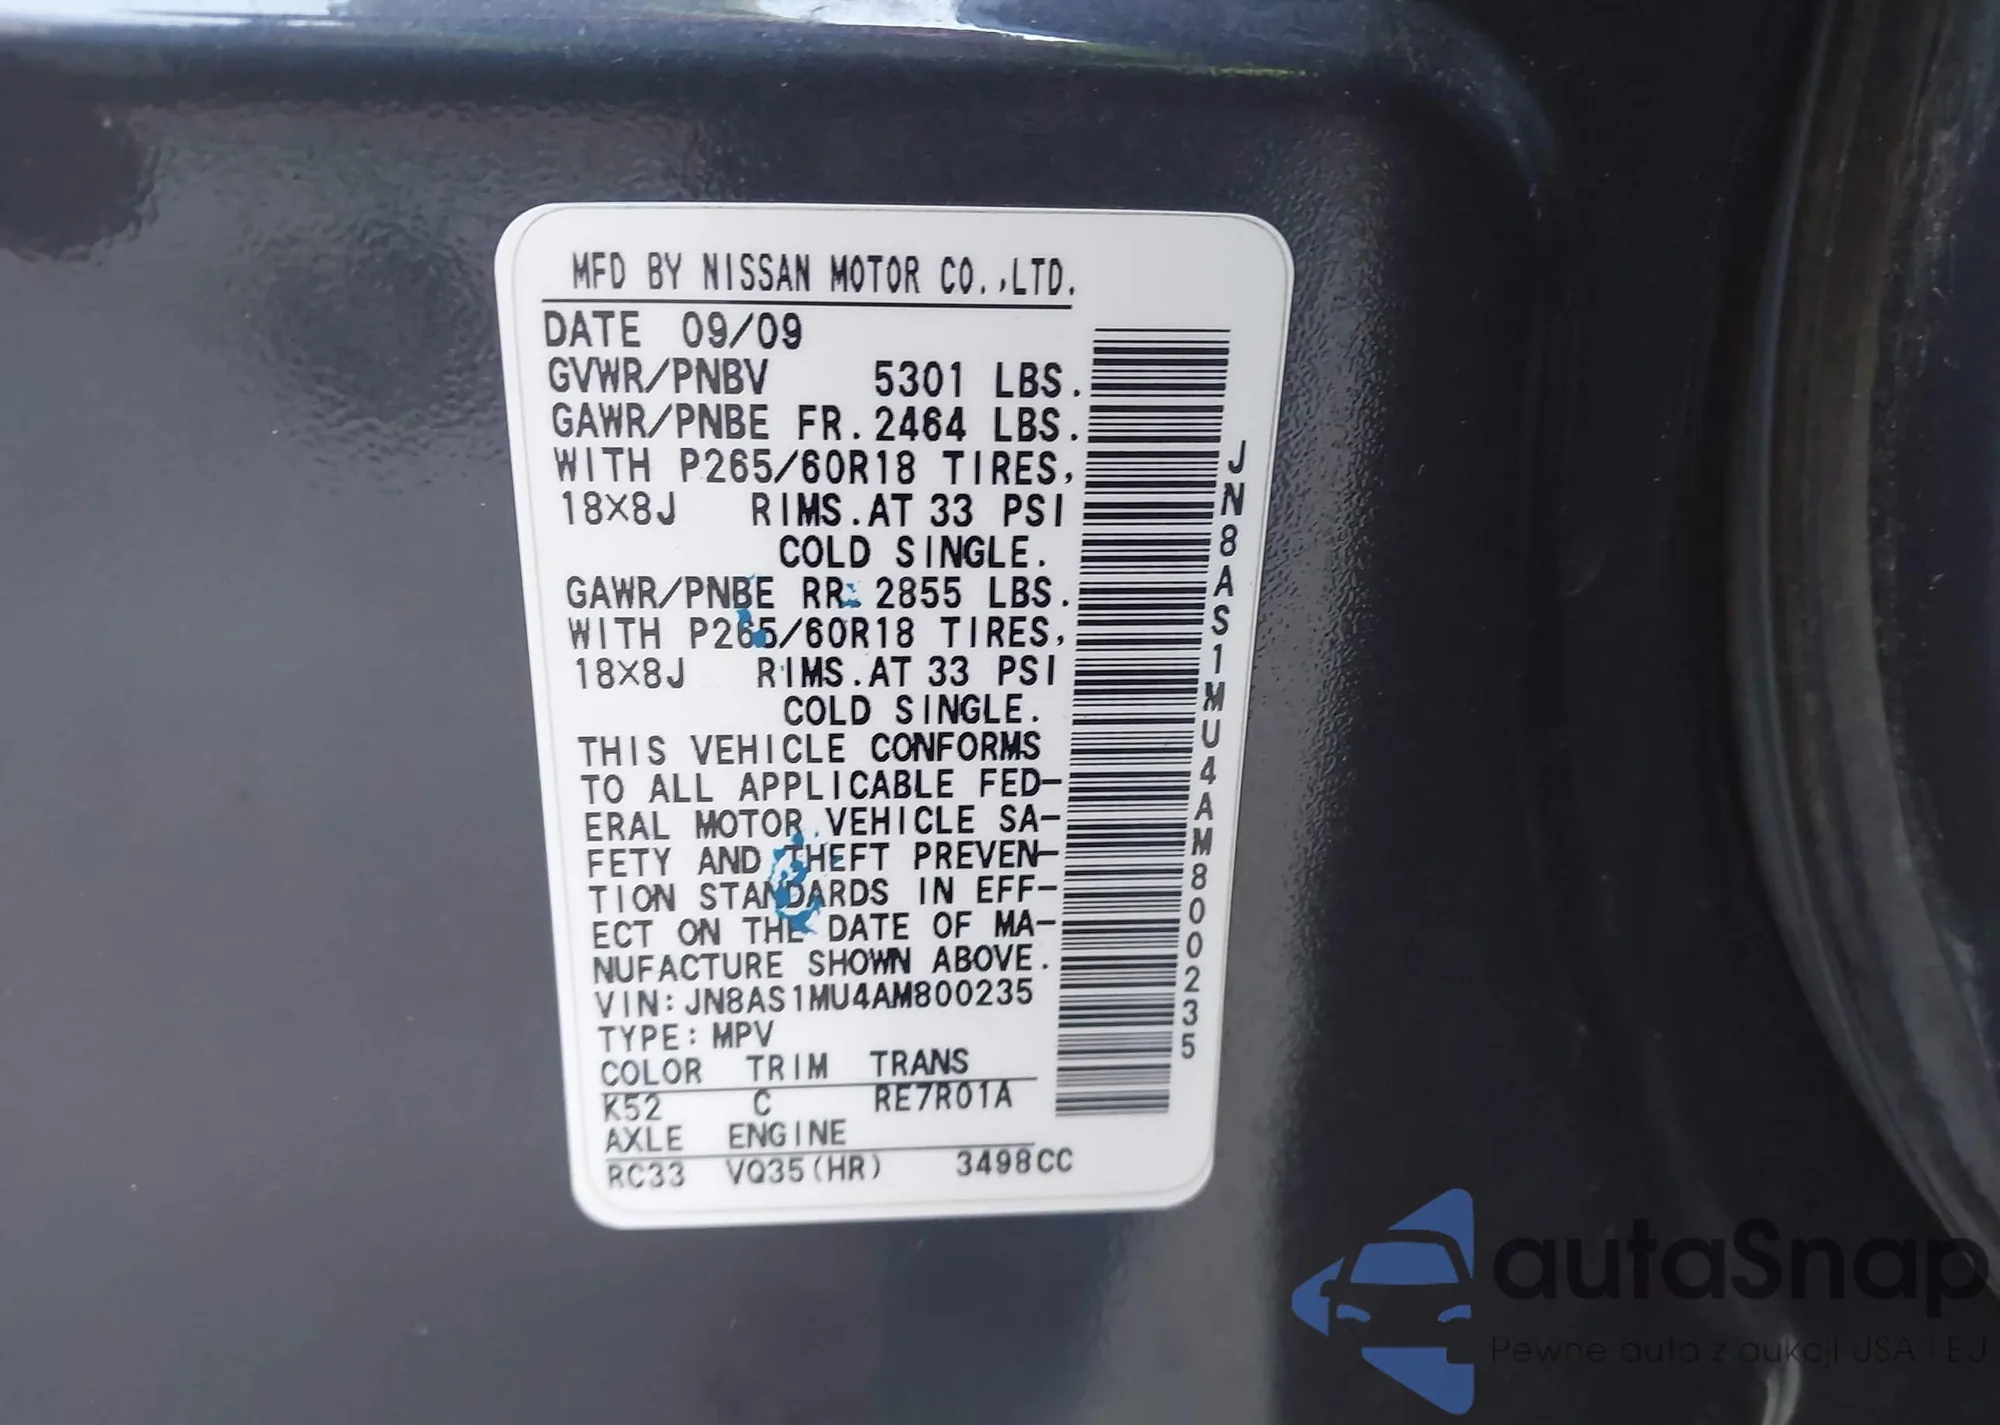 MFD BY NISSAN MOTOR CO.,LTD.
DATE 09/09
GVWR/PNBV 5301 LBS.
GAWR/PNBE FR. 2464 LBS.
WITH P265/60R18 TIRES,
18X8J RIMS.AT 33 PSI
COLD SINGLE.
GAWR/PNBE RR. 2855 LBS.
WITH P265/60R18 TIRES,
18X8J RIMS.AT 33 PSI
COLD SINGLE.
THIS VEHICLE CONFORMS
TO ALL APPLICABLE FED-
ERAL MOTOR VEHICLE SA-
FETY AND THEFT PREVEN-
TION STANDARDS IN EFF-
ECT ON THE DATE OF MA-
NUFACTURE SHOWN ABOVE.
VIN: JN8AS1MU4AM800235
TYPE: MPV
COLOR TRIM TRANS
K52 C RE7R01A
AXLE ENGINE
RC33 VQ35(HR) 3498CC
JN8AS1MU4AM800235
autaSnap
Pewne auta z aukcji USA i EU